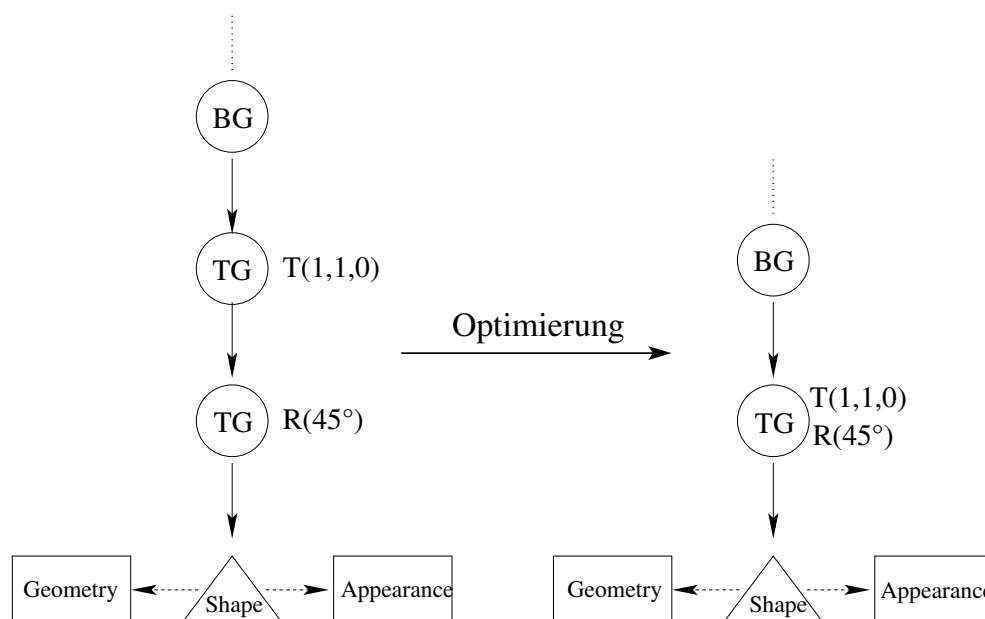 BG
TG T(1,1,0)
TG R(45°)
Geometry Shape Appearance
Optimierung
BG
TG T(1,1,0)
R(45°)
Geometry Shape Appearance